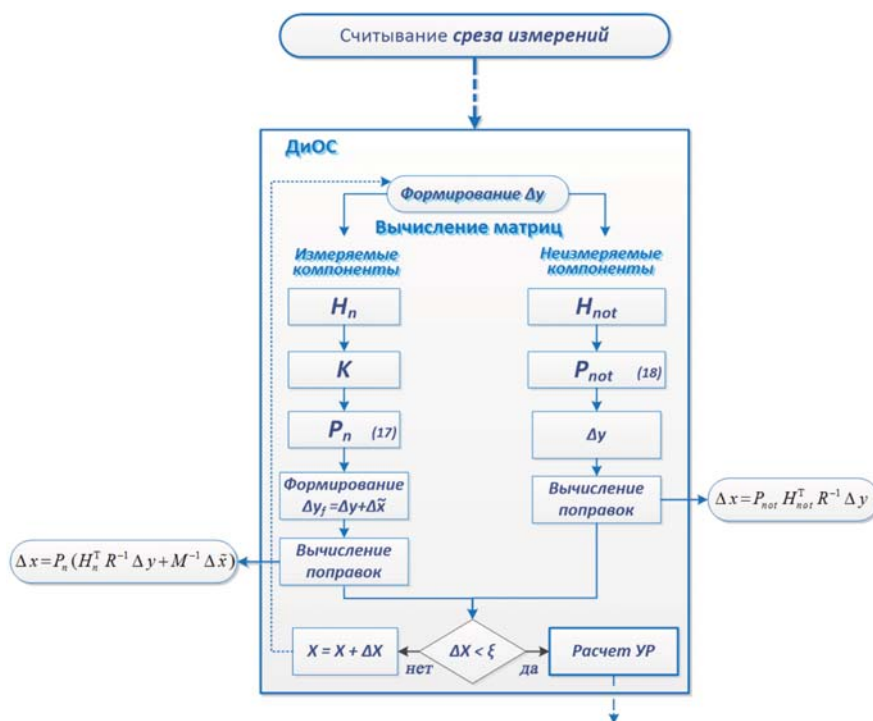 Считывание среза измерений
ДиОС
Формирование Δy
Вычисление матриц
Измеряемые
компоненты
Неизмеряемые
компоненты
H_n
H_not
K
P_not (18)
P_n (17)
Δy
Формирование
Δy_f =Δy+Δx̃
Вычисление
поправок
Δx=P_not H_not^T R^-1 Δy
Δx=P_n(H_n^T R^-1 Δy+M^-1 Δx̃)
Вычисление
поправок
X = X + ΔX
нет
ΔX < ξ
да
Расчет УР